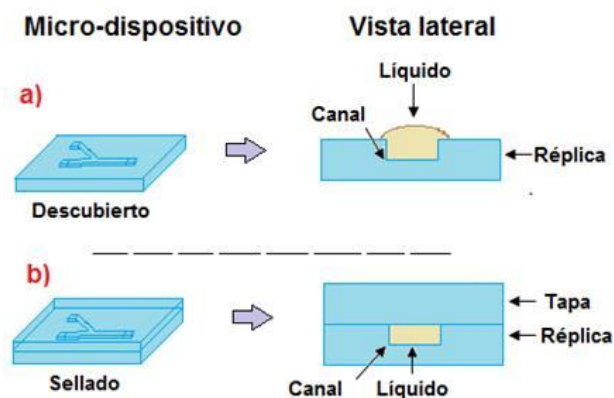 Micro-dispositivo
Vista lateral
a)
Líquido
Canal
Réplica
Descubierto
b)
Tapa
Réplica
Sellado
Canal
Líquido